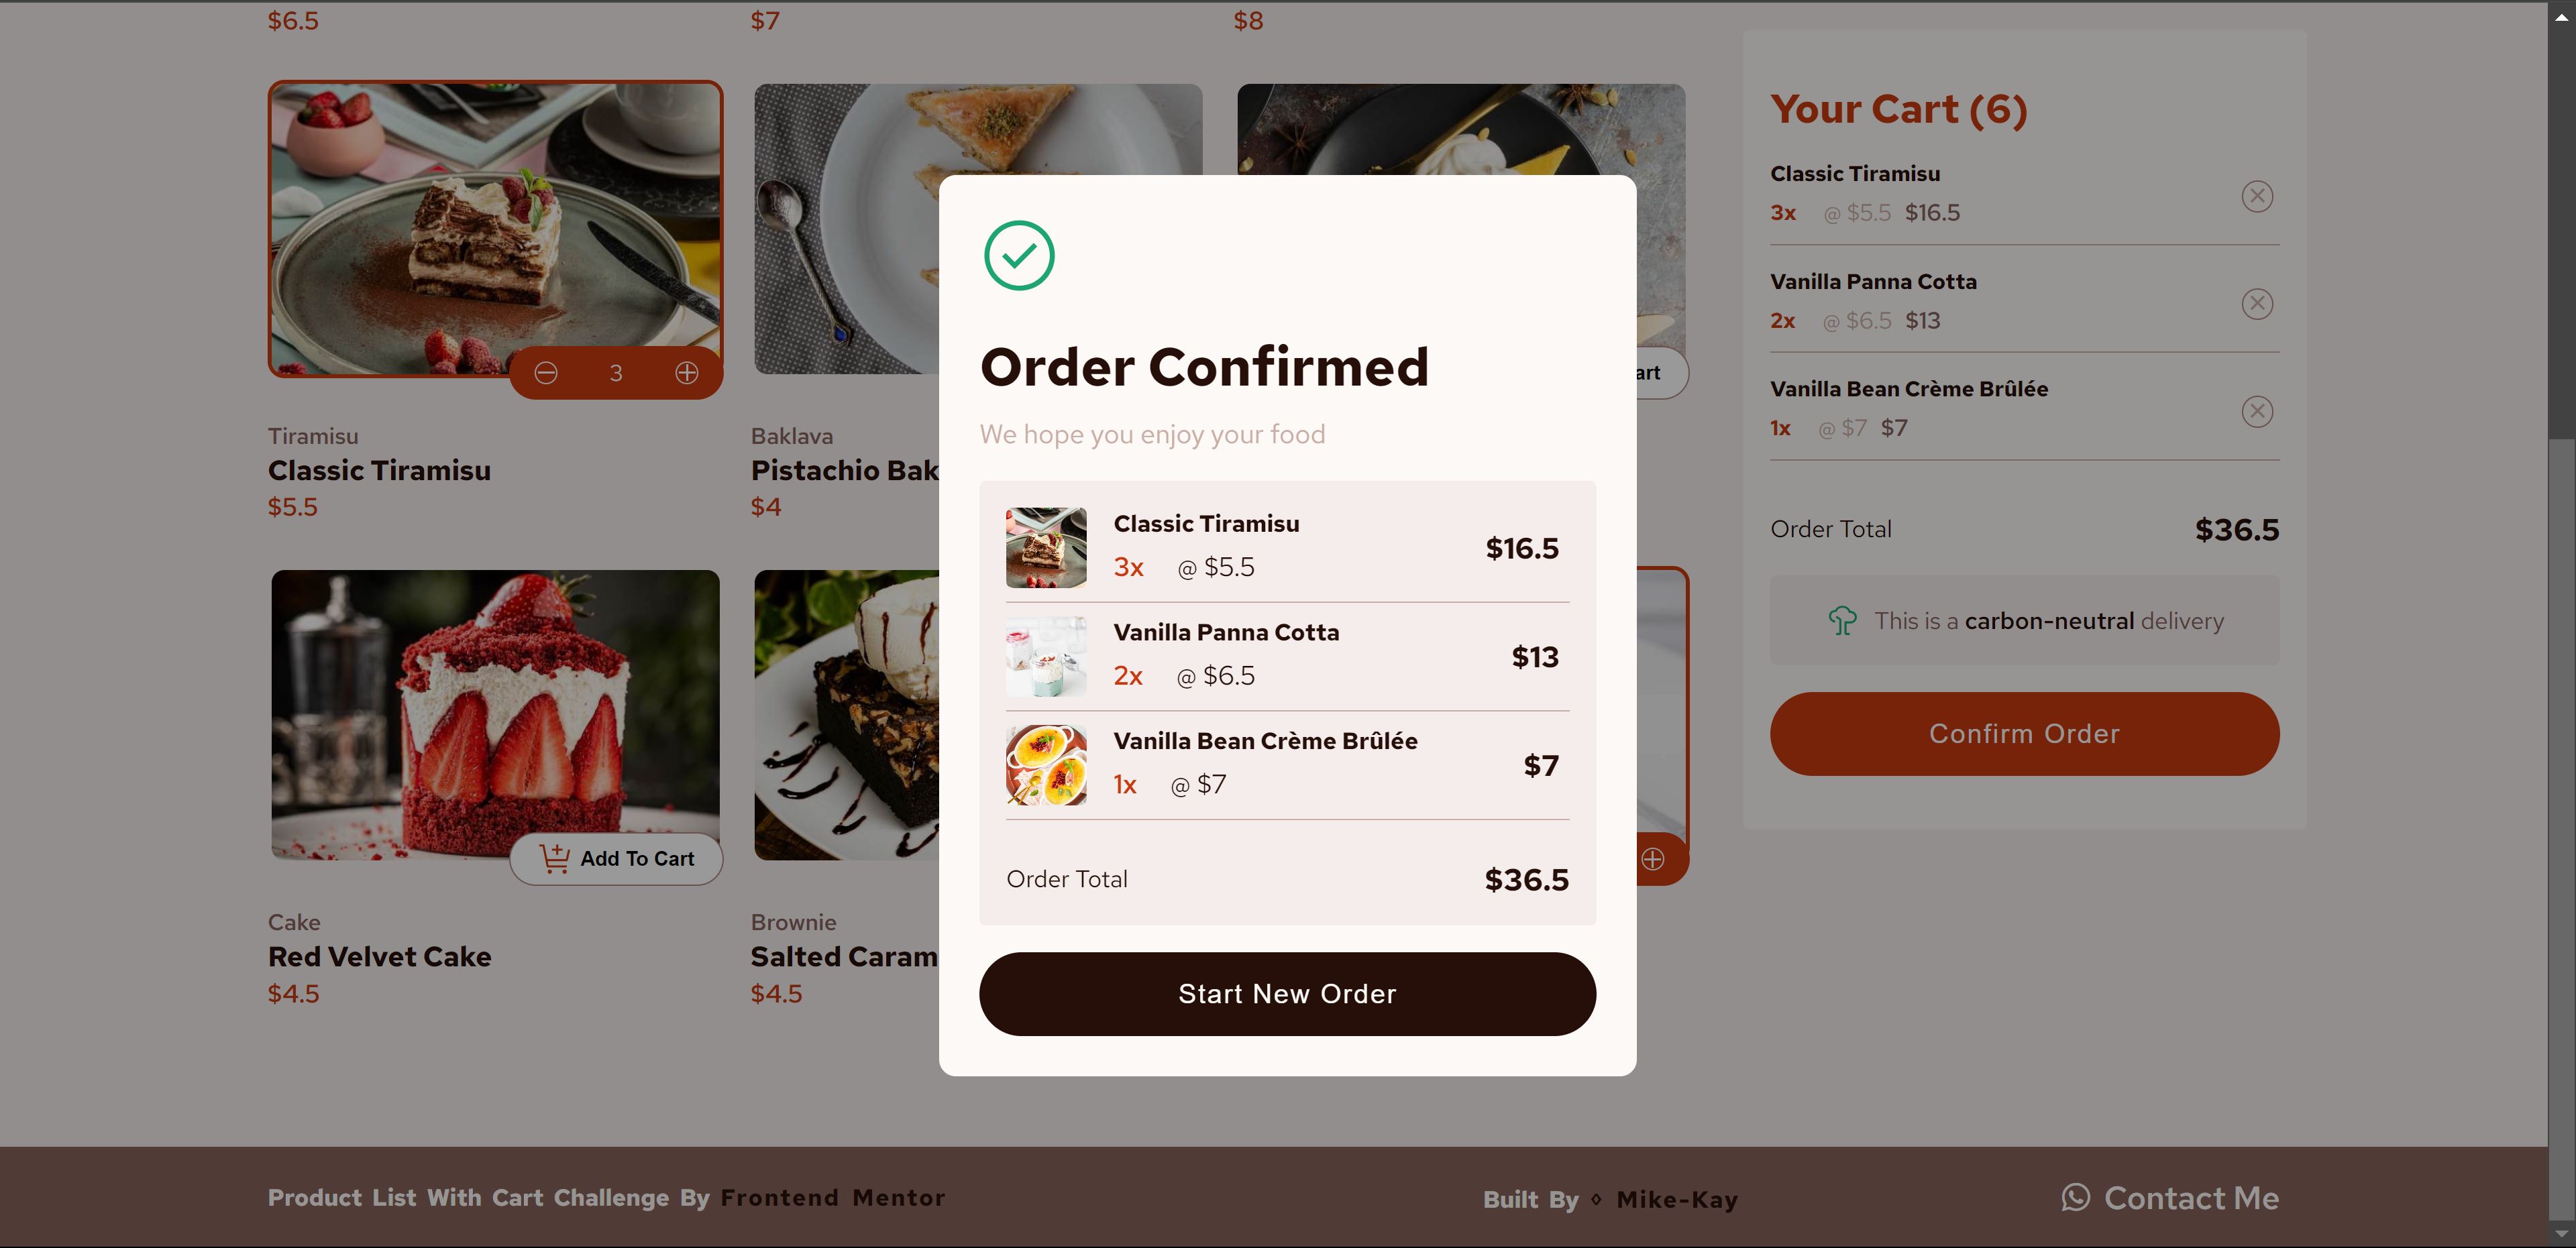 $6.5
$7
$8
3
Tiramisu
Classic Tiramisu
$5.5
Baklava
Pistachio Bak
$4
art
Add To Cart
Cake
Red Velvet Cake
$4.5
Brownie
Salted Caram
$4.5
Order Confirmed
We hope you enjoy your food
Classic Tiramisu
3x @ $5.5
$16.5
Vanilla Panna Cotta
2x @ $6.5
$13
Vanilla Bean Crème Brûlée
1x @ $7
$7
Order Total $36.5
Start New Order
Your Cart (6)
Classic Tiramisu
3x @ $5.5 $16.5
Vanilla Panna Cotta
2x @ $6.5 $13
Vanilla Bean Crème Brûlée
1x @ $7 $7
Order Total $36.5
This is a carbon-neutral delivery
Confirm Order
Product List With Cart Challenge By Frontend Mentor
Built By ◊ Mike-Kay
Contact Me